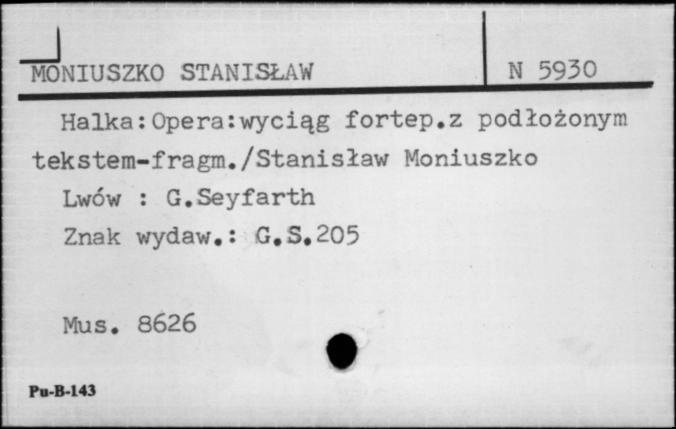 MONIUSZKO STANISŁAW
N 5930
Halka:Opera:wyciąg fortep.z podłożonym
tekstem-fragm./Stanisław Moniuszko
Lwów : G.Seyfarth
Znak wydaw.: G.S.205
Mus. 8626
Pu-B-143